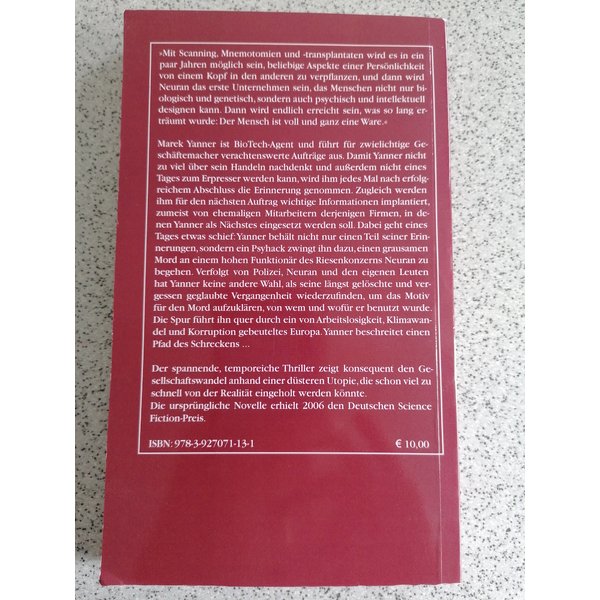 »Mit Scanning, Mnemotomien und -transplantaten wird es in ein
paar Jahren möglich sein, beliebige Aspekte einer Persönlichkeit
von einem Kopf in den anderen zu verpflanzen, und dann wird
Neuran das erste Unternehmen sein, das Menschen nicht nur bi-
ologisch und genetisch, sondern auch psychisch und intellektuell
designen kann. Dann wird endlich erreicht sein, was so lang er-
träumt wurde: Der Mensch ist voll und ganz eine Ware.«
Marek Yanner ist BioTech-Agent und führt für zwielichtige Ge-
schäftemacher verachtenswerte Aufträge aus. Damit Yanner nicht
zu viel über sein Handeln nachdenkt und außerdem nicht eines
Tages zum Erpresser werden kann, wird ihm jedes Mal nach erfolg-
reichem Abschluss die Erinnerung genommen. Zugleich werden
ihm für den nächsten Auftrag wichtige Informationen implantiert,
zumeist von ehemaligen Mitarbeitern derjenigen Firmen, in de-
nen Yanner als Nächstes eingesetzt werden soll. Dabei geht eines
Tages etwas schief: Yanner behält nicht nur einen Teil seiner Erin-
nerungen, sondern ein Psyhack zwingt ihn dazu, einen grausamen
Mord an einem hohen Funktionär des Riesenkonzerns Neuran zu
begehen. Verfolgt von Polizei, Neuran und den eigenen Leuten
hat Yanner keine andere Wahl, als seine längst gelöschte und ver-
gessen geglaubte Vergangenheit wiederzufinden, um das Motiv
für den Mord aufzuklären, von wem und wofür er benutzt wurde.
Die Spur führt ihn quer durch ein von Arbeitslosigkeit, Klimawan-
del und Korruption gebeuteltes Europa. Yanner beschreitet einen
Pfad des Schreckens ...
Der spannende, temporeiche Thriller zeigt konsequent den Ge-
sellschaftswandel anhand einer düsteren Utopie, die schon viel zu
schnell von der Realität eingeholt werden könnte.
Die ursprüngliche Novelle erhielt 2006 den Deutschen Science
Fiction-Preis.
ISBN: 978-3-927071-13-1 € 10,00